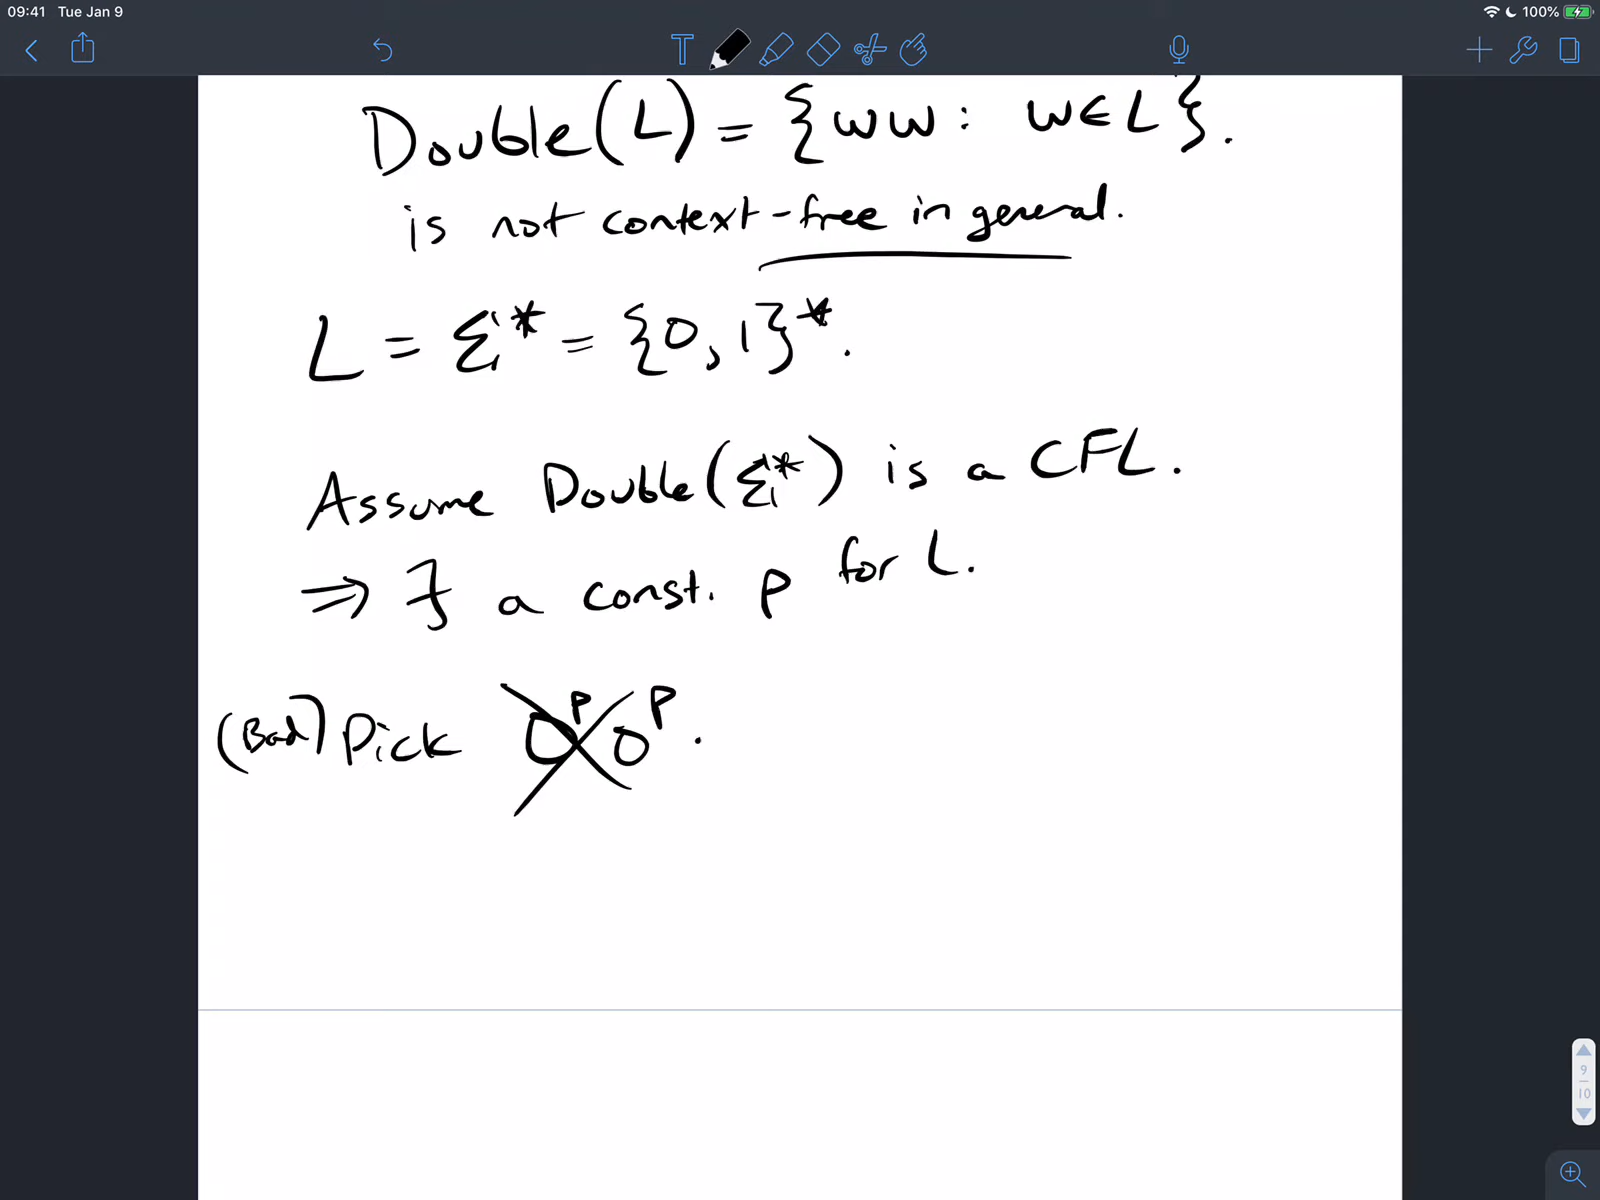 09:41 Tue Jan 9 100%
T
Double(L) = {ww : w∈L}.
is not context-free in general.
L = Σ* = {0,1}*.
Assume Double(Σ*) is a CFL.
⇒ ∃ a const. p for L.
(Bad) Pick 0^p 0^p.
9
10